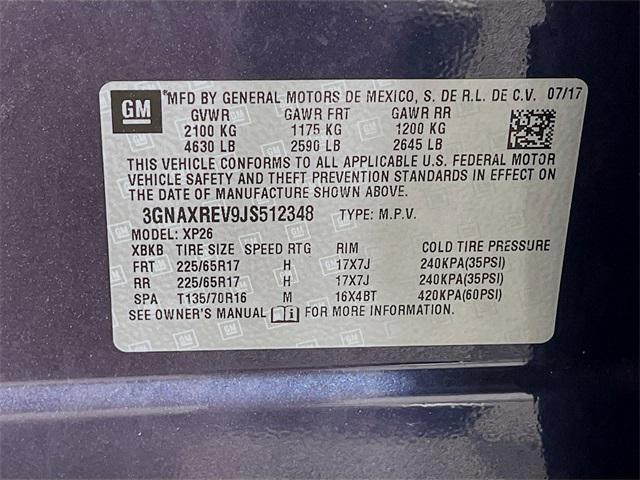 GM *MFD BY GENERAL MOTORS DE MEXICO, S. DE R.L. DE C.V. 07/17
GVWR GAWR FRT GAWR RR
2100 KG 1175 KG 1200 KG
4630 LB 2590 LB 2645 LB
THIS VEHICLE CONFORMS TO ALL APPLICABLE U.S. FEDERAL MOTOR
VEHICLE SAFETY AND THEFT PREVENTION STANDARDS IN EFFECT ON
THE DATE OF MANUFACTURE SHOWN ABOVE.
3GNAXREV9JS512348 TYPE: M.P.V.
MODEL: XP26
XBKB TIRE SIZE SPEED RTG RIM COLD TIRE PRESSURE
FRT 225/65R17 H 17X7J 240KPA(35PSI)
RR 225/65R17 H 17X7J 240KPA(35PSI)
SPA T135/70R16 M 16X4BT 420KPA(60PSI)
SEE OWNER'S MANUAL i FOR MORE INFORMATION.